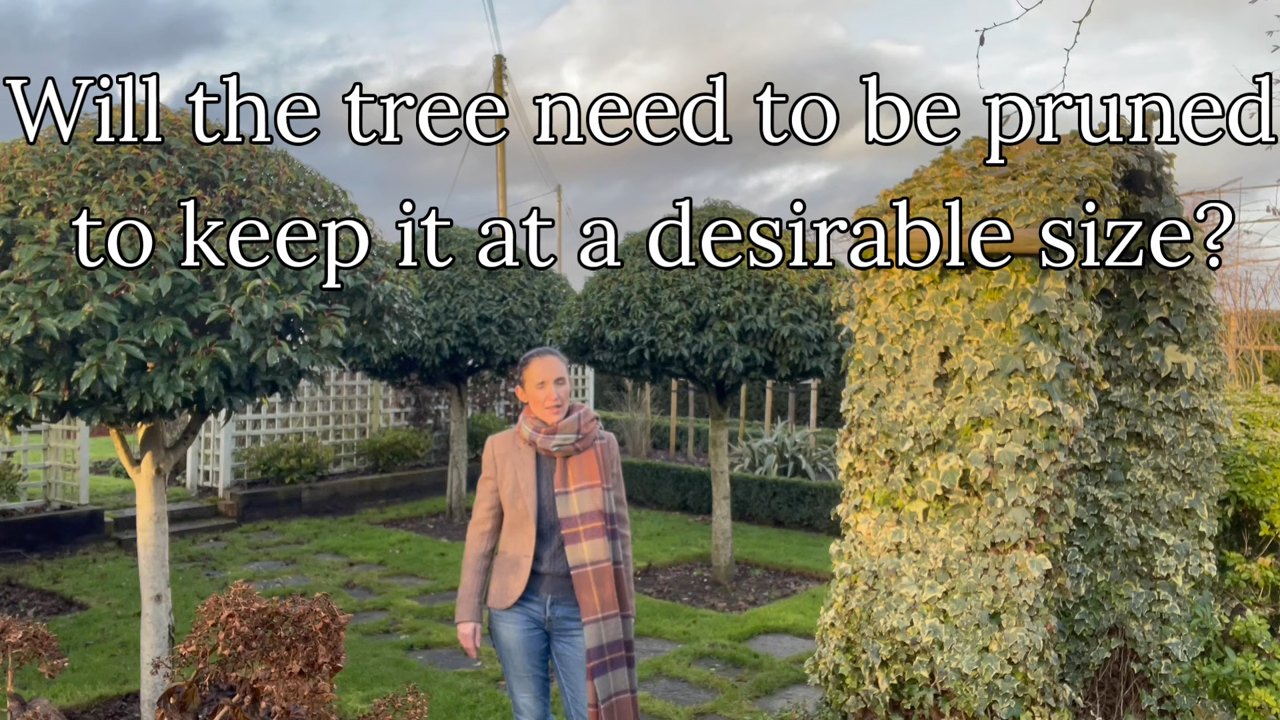 Will the tree need to be pruned
to keep it at a desirable size?